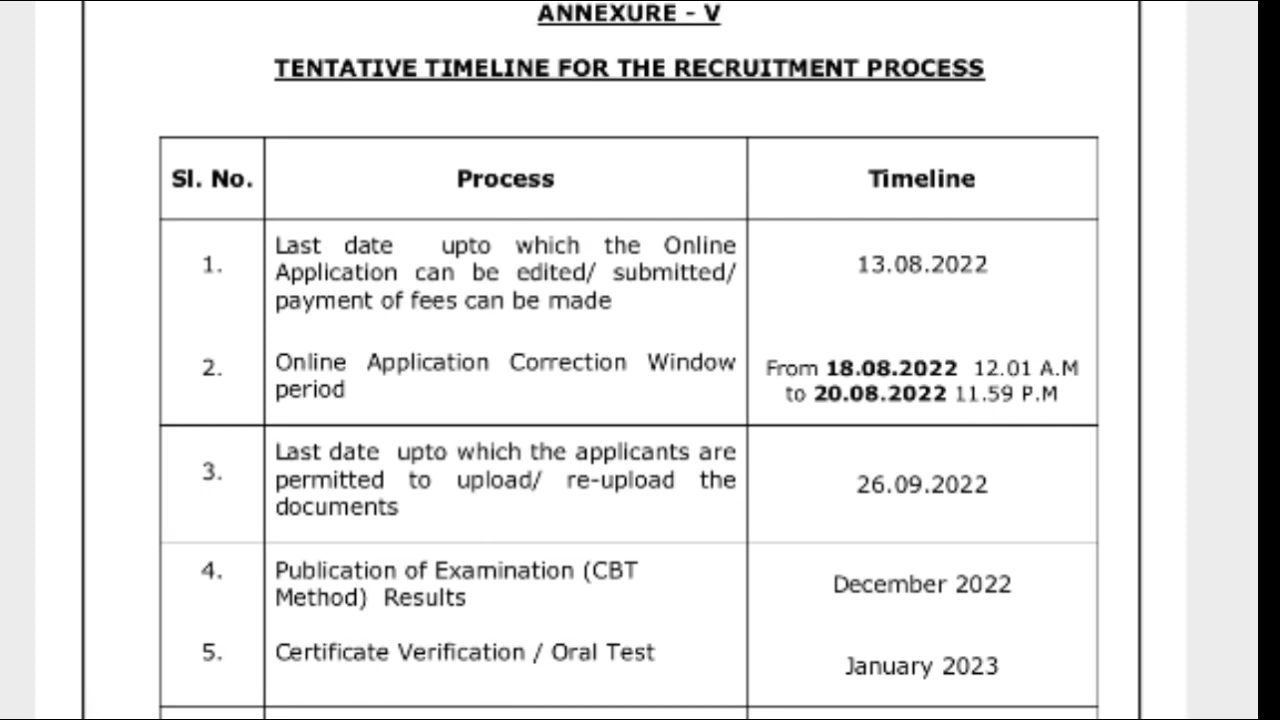 ANNEXURE - V
TENTATIVE TIMELINE FOR THE RECRUITMENT PROCESS
Sl. No. Process Timeline
1. Last date upto which the Online
Application can be edited/ submitted/
payment of fees can be made
13.08.2022
2. Online Application Correction Window
period
From 18.08.2022 12.01 A.M
to 20.08.2022 11.59 P.M
3. Last date upto which the applicants are
permitted to upload/ re-upload the
documents
26.09.2022
4. Publication of Examination (CBT
Method) Results
December 2022
5. Certificate Verification / Oral Test
January 2023